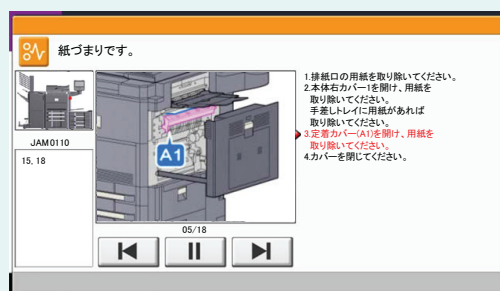 紙づまりです。
JAM0110
15, 18
A1
05/18
1.排紙口の用紙を取り除いてください。
2.本体右カバー1を開け、用紙を
取り除いてください。
手差しトレイに用紙があれば
取り除いてください。
3.定着カバー(A1)を開け、用紙を
取り除いてください。
4.カバーを閉じてください。